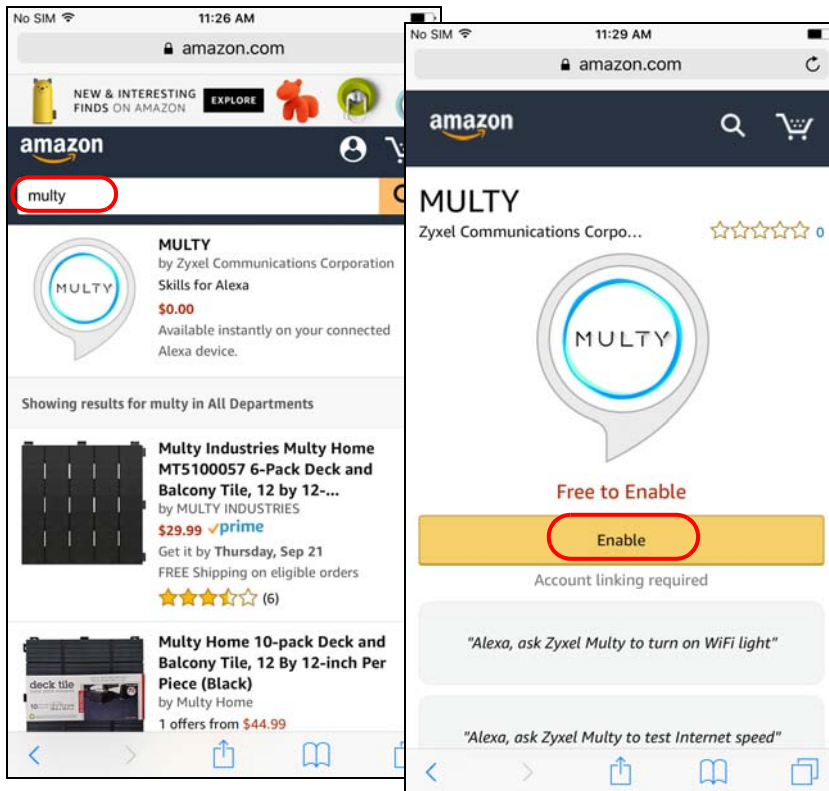 No SIM 11:26 AM
amazon.com
NEW & INTERESTING
FINDS ON AMAZON EXPLORE
amazon
multy
MULTY
MULTY
by Zyxel Communications Corporation
Skills for Alexa
$0.00
Available instantly on your connected
Alexa device.
Showing results for multy in All Departments
Multy Industries Multy Home
MT5100057 6-Pack Deck and
Balcony Tile, 12 by 12-...
by MULTY INDUSTRIES
$29.99 prime
Get it by Thursday, Sep 21
FREE Shipping on eligible orders
(6)
Multy Home 10-pack Deck and
Balcony Tile, 12 By 12-inch Per
Piece (Black)
by Multy Home
1 offers from $44.99
deck tile
10
No SIM 11:29 AM
amazon.com
amazon
MULTY
Zyxel Communications Corpo... 0
MULTY
Free to Enable
Enable
Account linking required
"Alexa, ask Zyxel Multy to turn on WiFi light"
"Alexa, ask Zyxel Multy to test Internet speed"